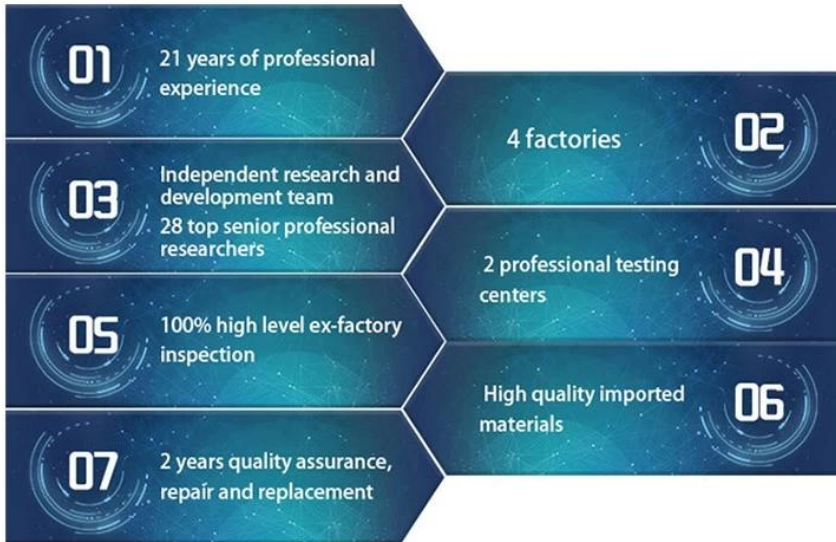 01
21 years of professional
experience
02
4 factories
03
Independent research and
development team
28 top senior professional
researchers
04
2 professional testing
centers
05
100% high level ex-factory
inspection
06
High quality imported
materials
07
2 years quality assurance,
repair and replacement